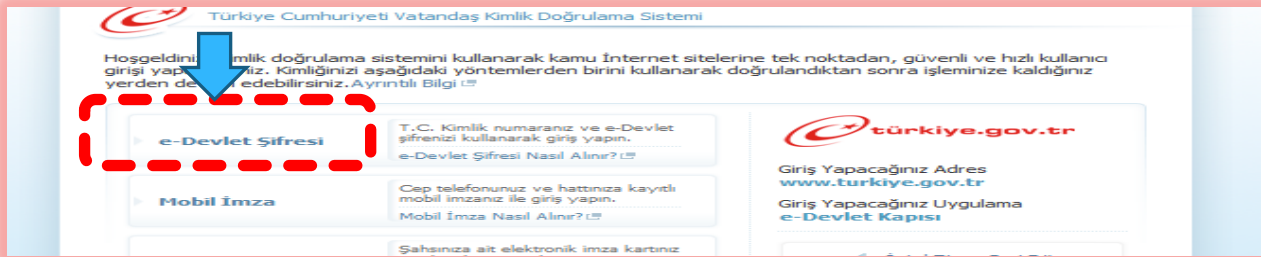 Türkiye Cumhuriyeti Vatandaş Kimlik Doğrulama Sistemi
kimlik doğrulama sistemini kullanarak kamu İnternet sitelerine tek noktadan, güvenli ve hızlı kullanıcı
girişi Kimliğinizi aşağıdaki yöntemlerden birini kullanarak doğrulandıktan sonra işleminize kaldığınız
yerden edebilirsiniz.Ayrıntılı Bilgi
e-Devlet Şifresi
T.C. Kimlik numaranız ve e-Devlet
şifrenizi kullanarak giriş yapın.
e-Devlet Şifresi Nasıl Alınır?
Mobil İmza
Cep telefonunuz ve hattınıza kayıtlı
mobil imzanız ile giriş yapın.
Mobil İmza Nasıl Alınır?
Şahsınıza ait elektronik imza kartınız
türkiye.gov.tr
Giriş Yapacağınız Adres
www.turkiye.gov.tr
Giriş Yapacağınız Uygulama
e-Devlet Kapısı